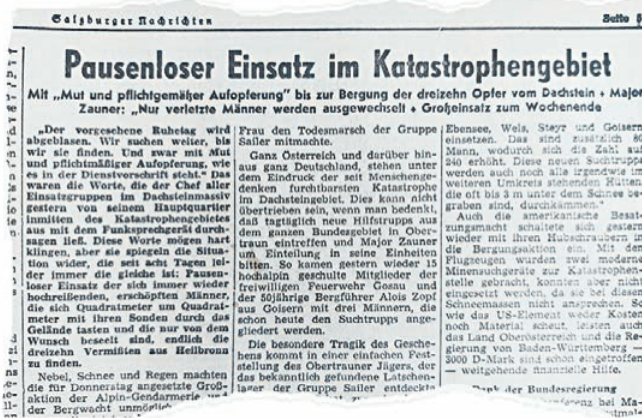 Salzburger Nachrichten
Seite 5
Pausenloser Einsatz im Katastrophengebiet
Mit „Mut und pflichtgemäßer Aufopferung" bis zur Bergung der dreizehn Opfer vom Dachstein + Major
Zauner: „Nur verletzte Männer werden ausgewechselt + Großeinsatz zum Wochenende
„Der vorgesehene Ruhetag wird
abgeblasen. Wir suchen weiter, bis
wir sie finden. Und zwar mit Mut
und pflichtmäßiger Aufopferung, wie
es in der Dienstvorschrift steht." Das
waren die Worte, die der Chef aller
Einsatzgruppen im Dachsteinmassiv
gestern von seinem Hauptquartier
inmitten des Katastrophengebietes
aus mit dem Funksprechgerät durch-
sagen ließ. Diese Worte mögen hart
klingen, aber sie spiegeln die Situa-
tion wider, die seit acht Tagen lei-
der immer die gleiche ist: Pausen-
loser Einsatz der sich immer wieder
hochreißenden, erschöpften Männer,
die sich Quadratmeter um Quadrat-
meter mit ihren Sonden durch das
Gelände tasten und die nur von dem
Wunsch beseelt sind, endlich die
dreizehn Vermißten aus Heilbronn
zu finden.
Nebel, Schnee und Regen machten
die für Donnerstag angesetzte Groß-
aktion der Alpin-Gendarmerie
der Bergwacht
Frau den Todesmarsch der Gruppe
Sailer mitmachte.
Ganz Österreich und darüber hin-
aus ganz Deutschland, stehen unter
dem Eindruck der seit Menschenge-
denken furchtbarsten Katastrophe
im Dachsteingebiet. Dies kann nicht
übertrieben sein, wenn man bedenkt,
daß tagtäglich neue Hilfstrupps aus
dem ganzen Bundesgebiet in Ober-
traun eintreffen und Major Zauner
um Einteilung in seine Einheiten
bitten. So kamen gestern wieder 15
hochalpin geschulte Mitglieder der
freiwilligen Feuerwehr Gosau und
der 50jährige Bergführer Alois Zopf
aus Goisern mit drei Männern, die
schon heute den Suchtrupps ange-
gliedert werden.
Die besondere Tragik des Gesche-
hens kommt in einer einfachen Fest-
stellung des Obertrauner Jägers, der
das bekanntlich gefundene Latschen-
lager der Gruppe Sailer entdeckte
Ebensee, Wels, Steyr und Goisern
einsetzen. Das sind zusätzlich 80
Mann, wodurch sich die Zahl auf
240 erhöht. Diese neuen Suchtrupps
werden auch noch alle irgendwie im
weiteren Umkreis stehenden Hütten,
die oft bis 3 m unter dem Schnee be-
graben sind, durchkämmen."
Auch die amerikanische Besat-
zungsmacht schaltete sich gestern
wieder mit ihren Hubschraubern in
die Bergungsaktion ein. Mit
Flugzeugen wurden zwei moderne
Minensuchgeräte zur Katastrophen-
stelle gebracht, konnten aber nicht
eingesetzt werden, da sie bei diesen
Schneemassen nicht ansprechen.
wie das US-Element weder Kosten
noch Material scheut, leisten auch
das Land Oberösterreich und die Re-
gierung von Baden-Württemberg —
3000 D-Mark sind schon eingetroffen
— weitgehende finanzielle Hilfe.
Dank der Bundesregierung